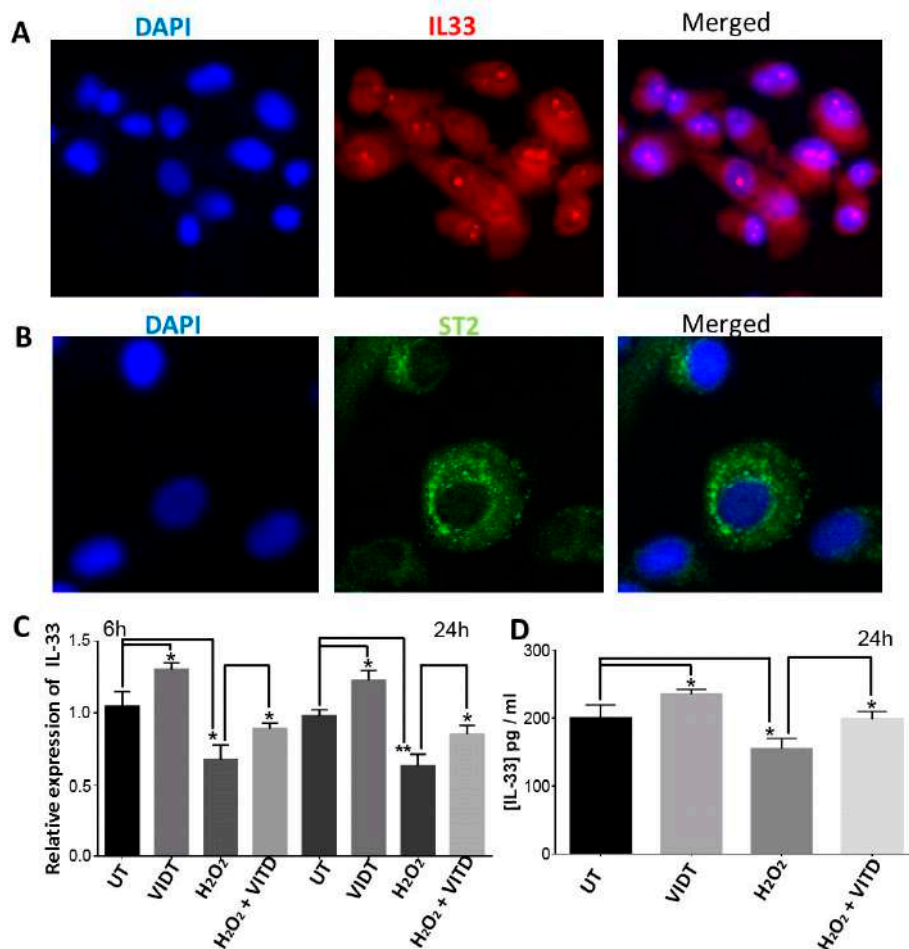 A
DAPI
IL33
Merged
B
DAPI
ST2
Merged
C
6h
24h
Relative expression of IL-33
1.5
1.0
0.5
0.0
* * * * ** *
UT VIDT H₂O₂ H₂O₂ + VITD UT VIDT H₂O₂ H₂O₂ + VITD
D
24h
[IL-33] pg / ml
300
200
100
0
* * *
UT VIDT H₂O₂ H₂O₂ + VITD